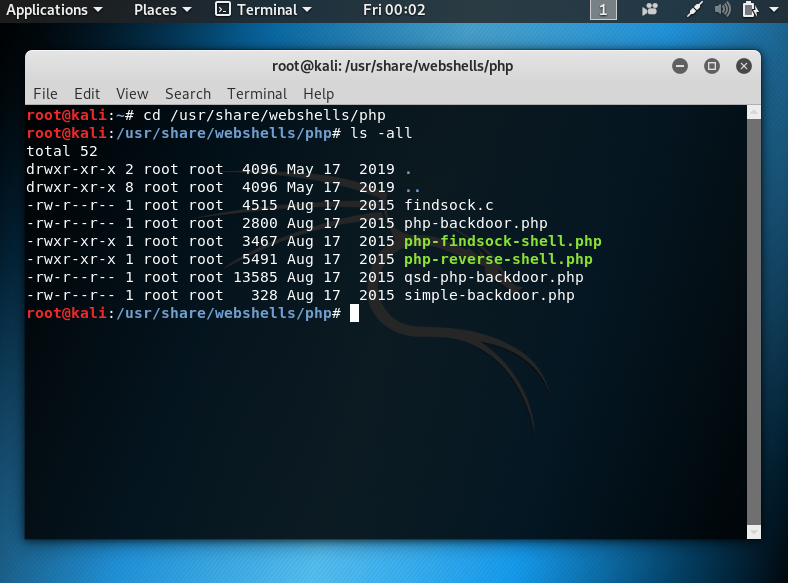 Applications Places Terminal Fri 00:02 1
root@kali: /usr/share/webshells/php
File Edit View Search Terminal Help
root@kali:~# cd /usr/share/webshells/php
root@kali:/usr/share/webshells/php# ls -all
total 52
drwxr-xr-x 2 root root  4096 May 17  2019 .
drwxr-xr-x 8 root root  4096 May 17  2019 ..
-rw-r--r-- 1 root root  4515 Aug 17  2015 findsock.c
-rw-r--r-- 1 root root  2800 Aug 17  2015 php-backdoor.php
-rwxr-xr-x 1 root root  3467 Aug 17  2015 php-findsock-shell.php
-rwxr-xr-x 1 root root  5491 Aug 17  2015 php-reverse-shell.php
-rw-r--r-- 1 root root 13585 Aug 17  2015 qsd-php-backdoor.php
-rw-r--r-- 1 root root   328 Aug 17  2015 simple-backdoor.php
root@kali:/usr/share/webshells/php#